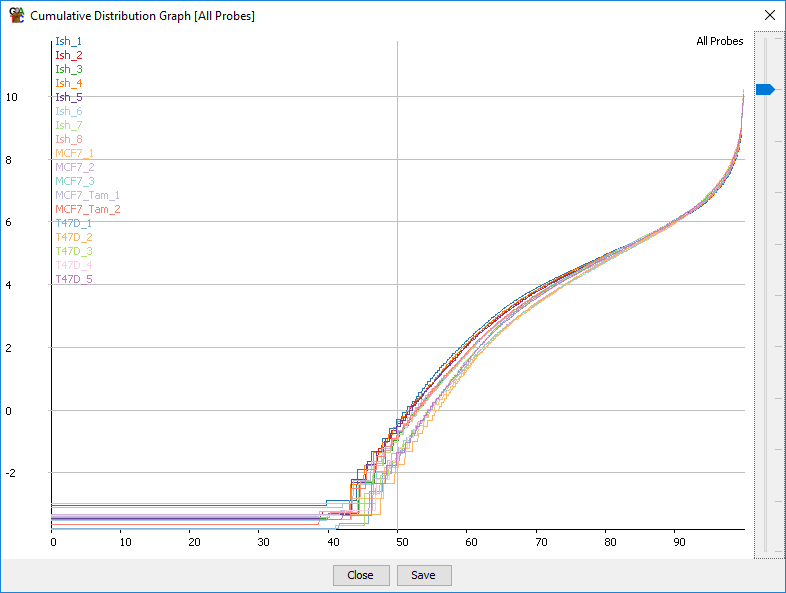 Cumulative Distribution Graph [All Probes]
All Probes
Ish_1
Ish_2
Ish_3
Ish_4
Ish_5
Ish_6
Ish_7
Ish_8
MCF7_1
MCF7_2
MCF7_3
MCF7_Tam_1
MCF7_Tam_2
T47D_1
T47D_2
T47D_3
T47D_4
T47D_5
10
8
6
4
2
0
-2
0 10 20 30 40 50 60 70 80 90
Close Save